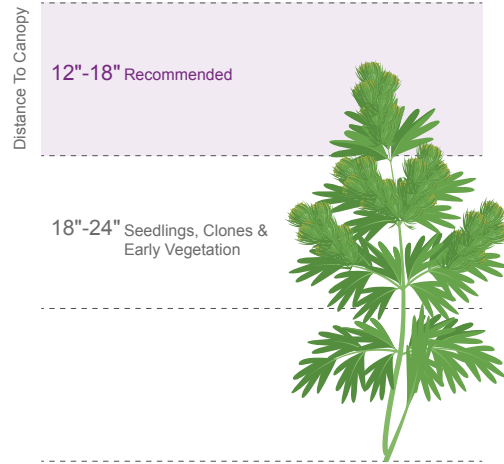 Distance To Canopy
12"-18" Recommended
18"-24" Seedlings, Clones &
Early Vegetation